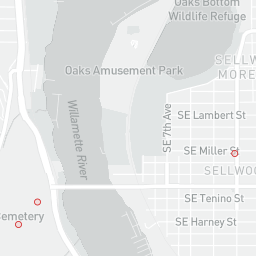 Oaks Bottom
Wildlife Refuge
SELLW
MORE
Oaks Amusement Park
SE Lambert St
SE 7th Ave
Willamette River
SE Miller St
SELLWOO
SE Tenino St
Cemetery
SE Harney St